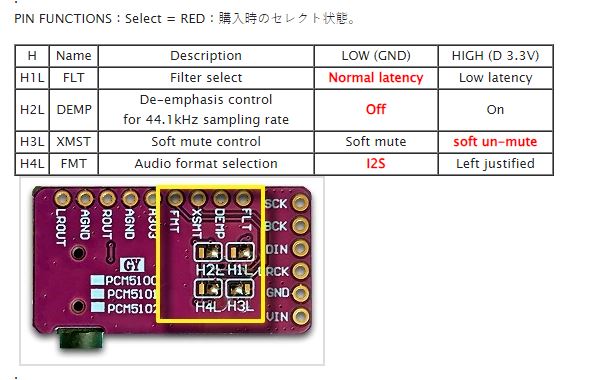 PIN FUNCTIONS：Select = RED：購入時のセレクト状態。
H Name Description LOW (GND) HIGH (D 3.3V)
H1L FLT Filter select Normal latency Low latency
H2L DEMP De-emphasis control for 44.1kHz sampling rate Off On
H3L XMST Soft mute control Soft mute soft un-mute
H4L FMT Audio format selection I2S Left justified
LROUT
AGND
ROUT
AGND
FMT
XSMT
DEMP
FLT
SCK
BCK
DIN
LRCK
GND
VIN
GY
PCM5100
PCM5101
PCM5102
H2L H1L
H4L H3L